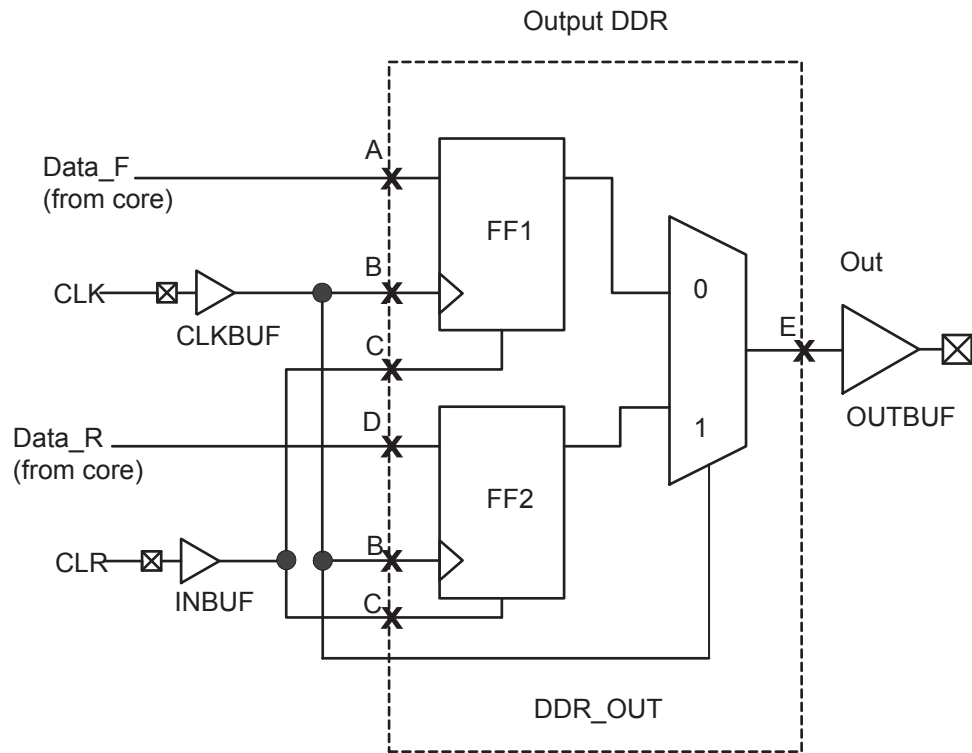 Output DDR
A
Data_F
(from core)
FF1
B
CLK
CLKBUF
C
0
Out
E
OUTBUF
D
Data_R
(from core)
1
FF2
B
CLR
INBUF
C
DDR_OUT